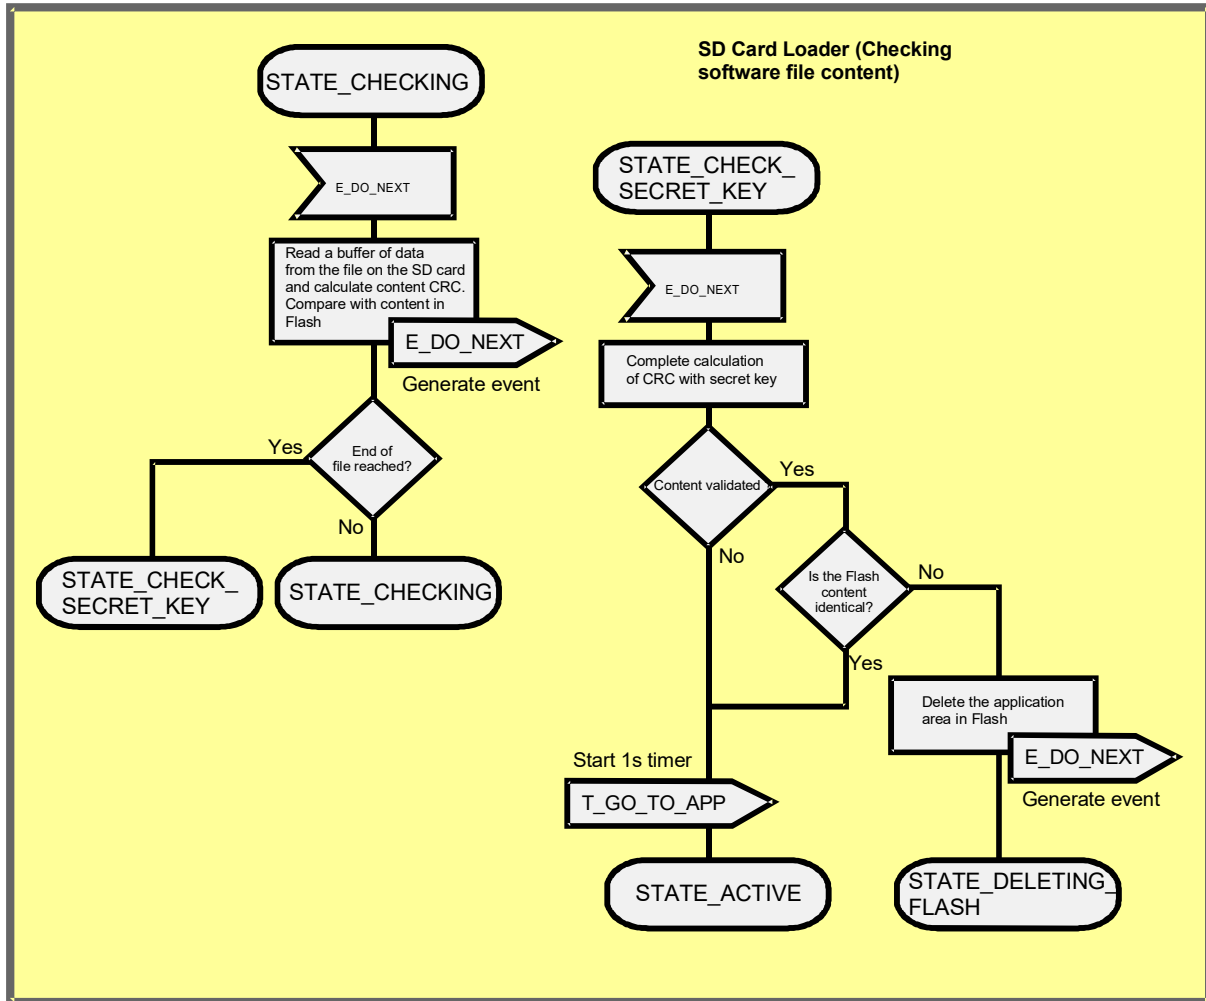 SD Card Loader (Checking
software file content)
STATE_CHECKING
E_DO_NEXT
Read a buffer of data
from the file on the SD card
and calculate content CRC.
Compare with content in
Flash
E_DO_NEXT
Generate event
End of
file reached?
Yes
No
STATE_CHECK_
SECRET_KEY
STATE_CHECKING
STATE_CHECK_
SECRET_KEY
E_DO_NEXT
Complete calculation
of CRC with secret key
Content validated
Yes
No
Is the Flash
content
identical?
No
Yes
Delete the application
area in Flash
E_DO_NEXT
Generate event
Start 1s timer
T_GO_TO_APP
STATE_ACTIVE
STATE_DELETING_
FLASH